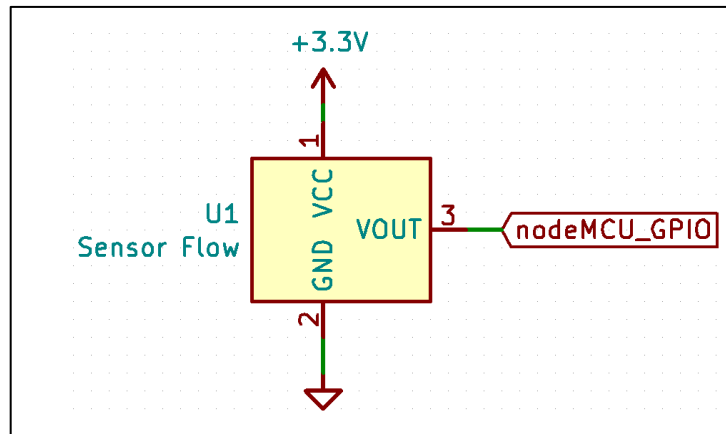 +3.3V
1
VCC
U1
Sensor Flow
VOUT
3
nodeMCU_GPIO
GND
2